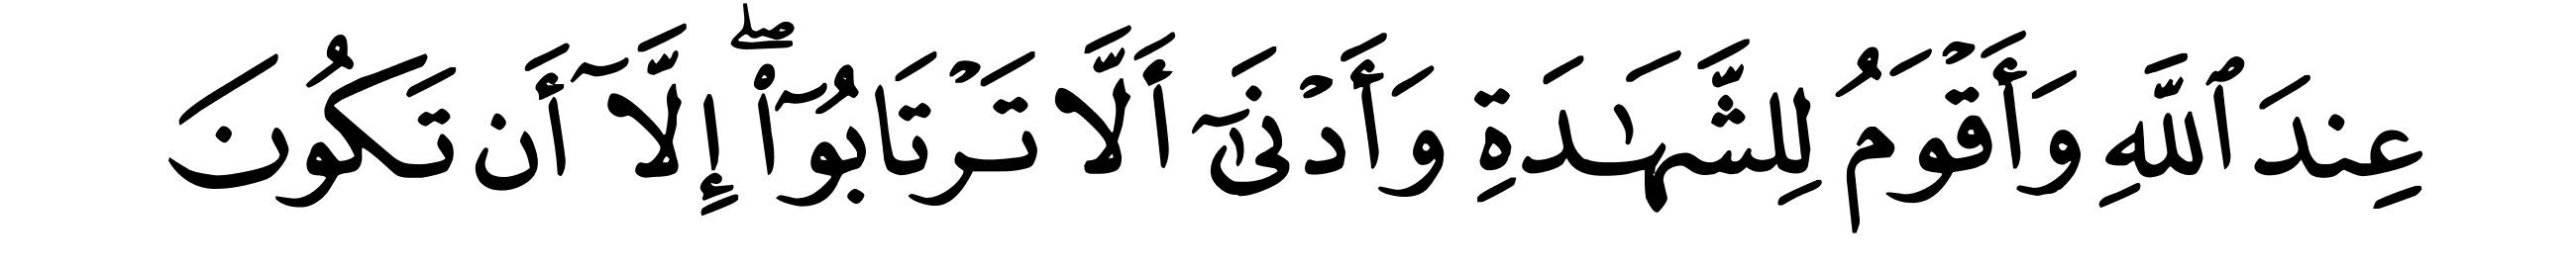 عِندَ ٱللَّهِ وَأَقۡوَمُ لِلشَّهَٰدَةِ وَأَدۡنَىٰٓ أَلَّا تَرۡتَابُوٓاْ إِلَّآ أَن تَكُونَ